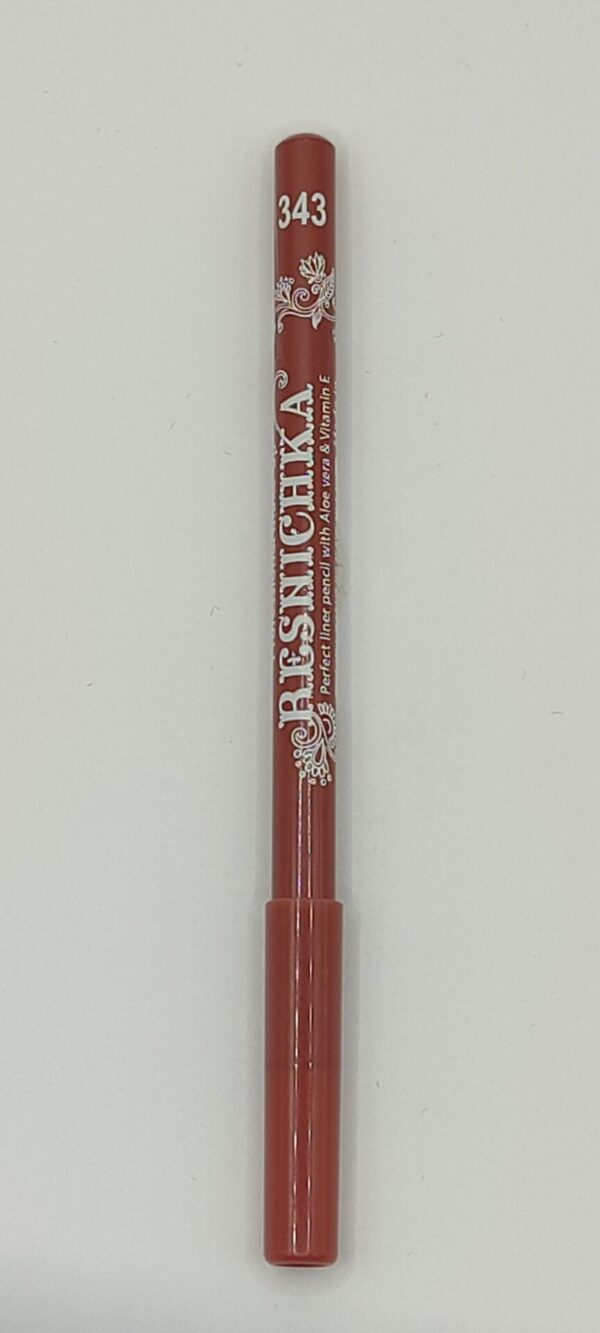 343
RESNICHKA
Perfect liner pencil with Aloe vera & Vitamin E